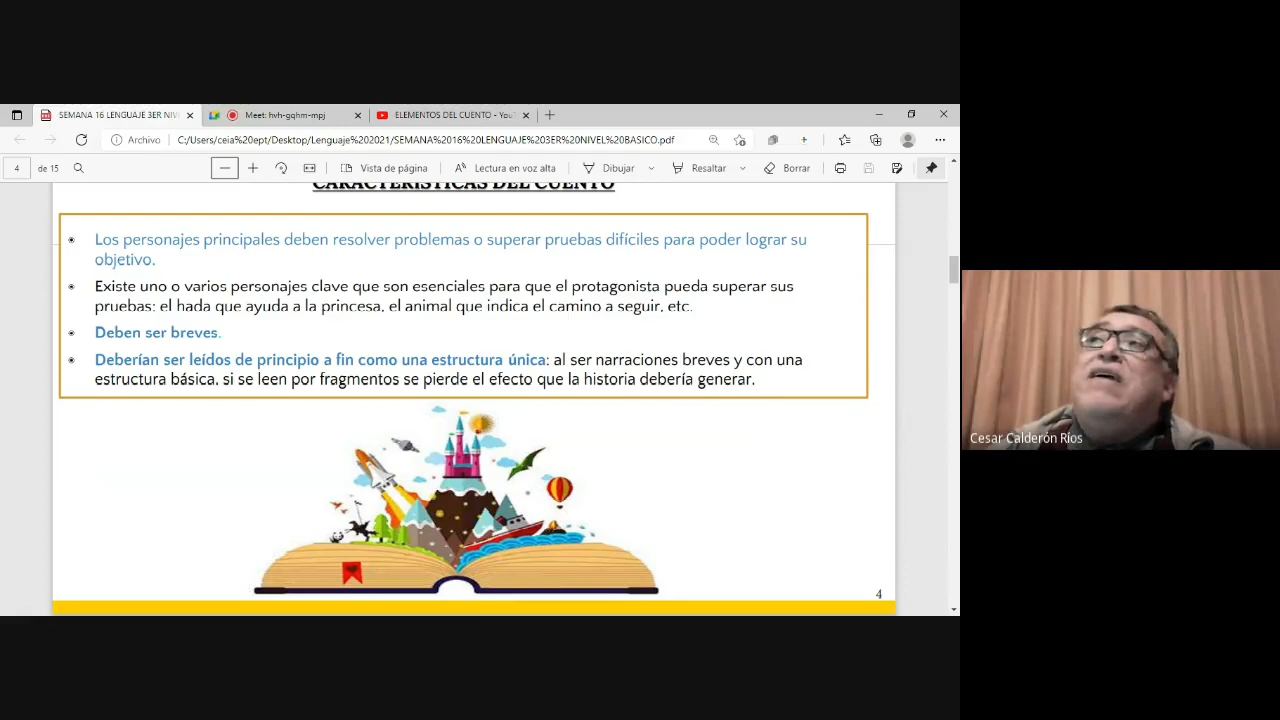 SEMANA 16 LENGUAJE 3ER NIV
Meet: hvh-gqhm-mpj
ELEMENTOS DEL CUENTO - You
Archivo
C:/Users/ceia%20ept/Desktop/Lenguaje%202021/SEMANA%2016%20LENGUAJE%203ER%20NIVEL%20BASICO.pdf
4 de 15
Vista de página
Lectura en voz alta
Dibujar
Resaltar
Borrar
CARACTERISTICAS DEL CUENTO
Los personajes principales deben resolver problemas o superar pruebas difíciles para poder lograr su
objetivo.
Existe uno o varios personajes clave que son esenciales para que el protagonista pueda superar sus
pruebas: el hada que ayuda a la princesa, el animal que indica el camino a seguir, etc.
Deben ser breves.
Deberían ser leídos de principio a fin como una estructura única: al ser narraciones breves y con una
estructura básica, si se leen por fragmentos se pierde el efecto que la historia debería generar.
4
Cesar Calderón Ríos